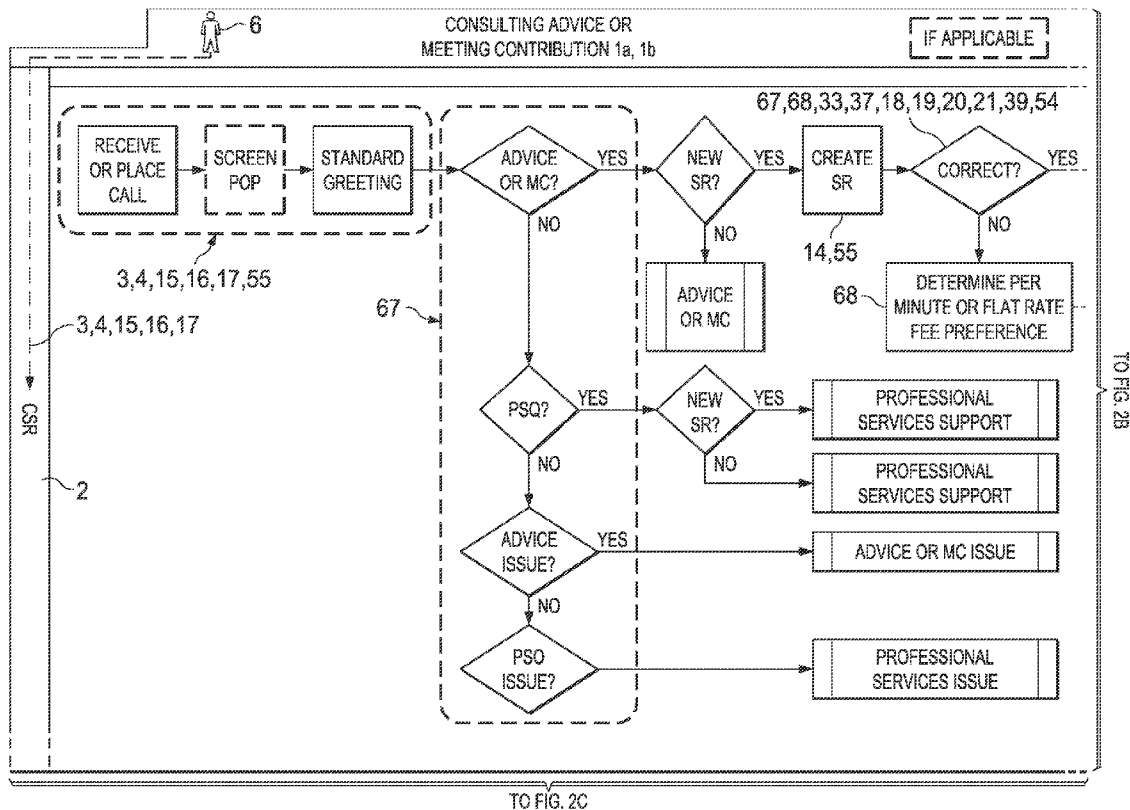 6
CONSULTING ADVICE OR
MEETING CONTRIBUTION 1a, 1b
IF APPLICABLE
67,68,33,37,18,19,20,21,39,54
RECEIVE
OR PLACE
CALL
SCREEN
POP
STANDARD
GREETING
ADVICE
OR MC?
YES
NO
NEW
SR?
YES
NO
CREATE
SR
14,55
CORRECT?
YES
NO
3,4,15,16,17,55
ADVICE
OR MC
68
DETERMINE PER
MINUTE OR FLAT RATE
FEE PREFERENCE
67
3,4,15,16,17
CSR
2
PSQ?
YES
NO
NEW
SR?
YES
NO
PROFESSIONAL
SERVICES SUPPORT
PROFESSIONAL
SERVICES SUPPORT
ADVICE
ISSUE?
YES
NO
ADVICE OR MC ISSUE
PSO
ISSUE?
PROFESSIONAL
SERVICES ISSUE
TO FIG. 2B
TO FIG. 2C